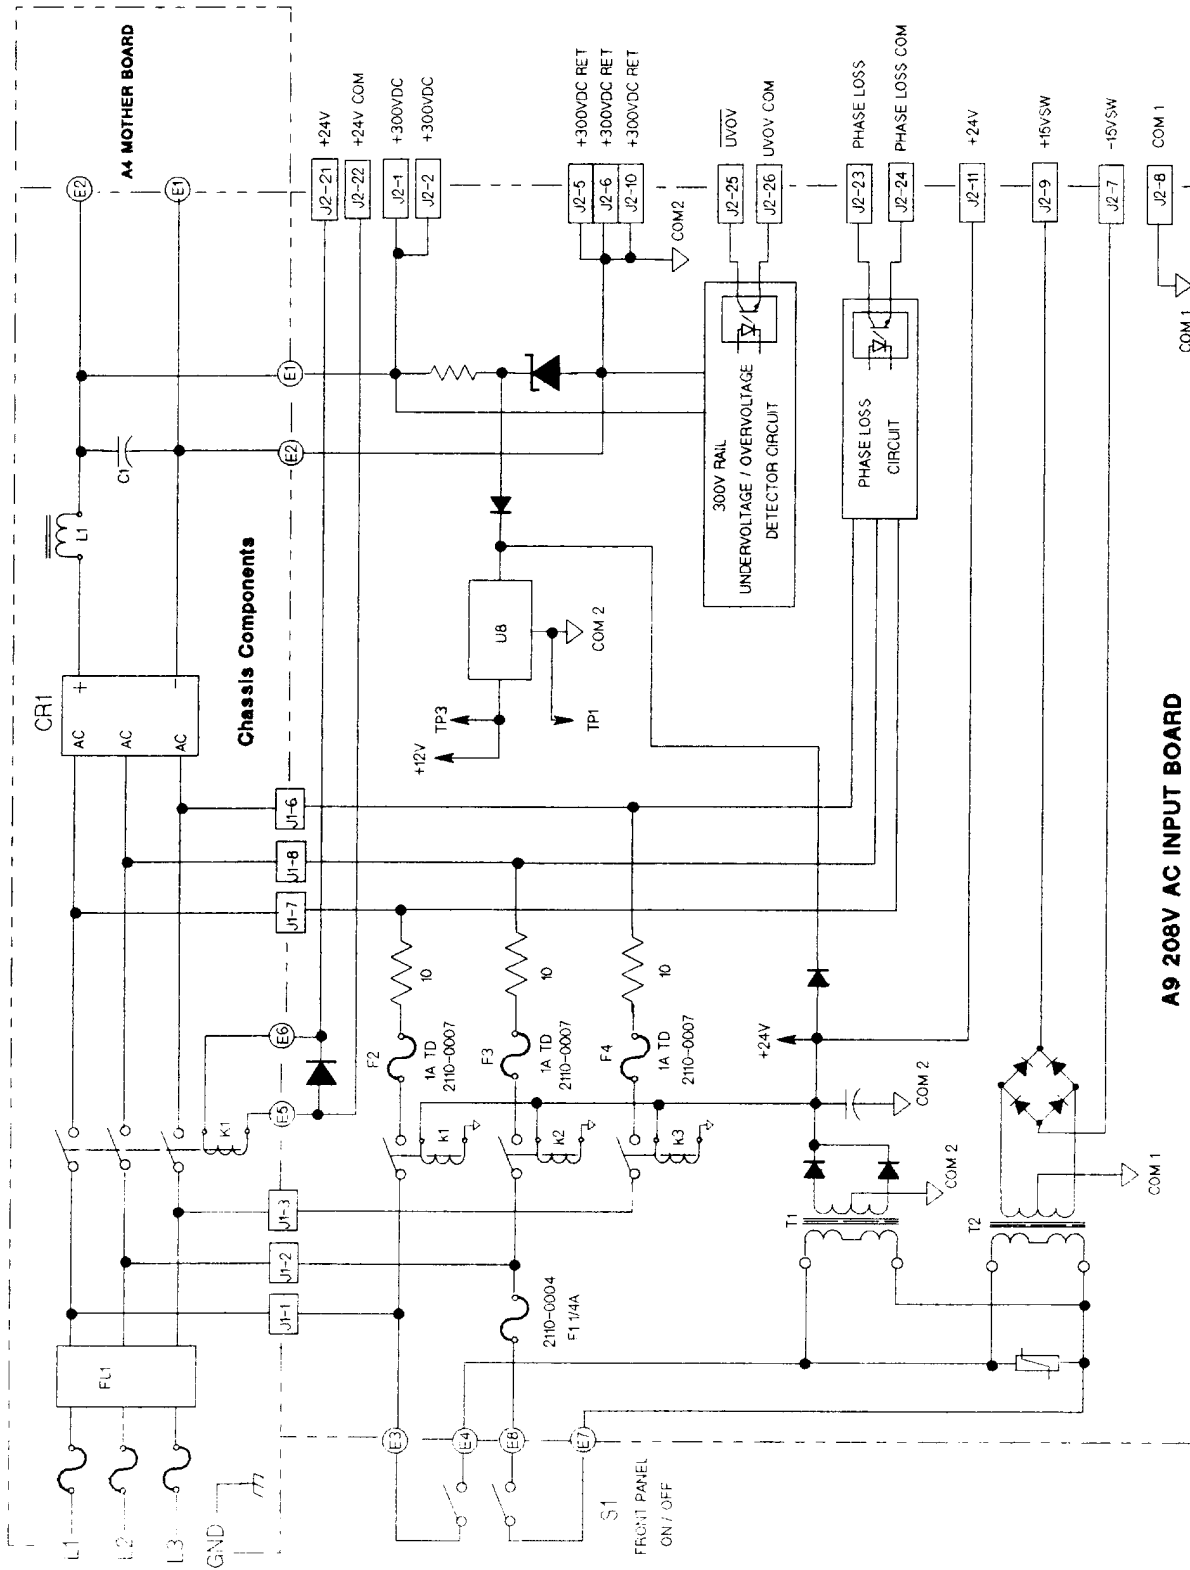 A4 MOTHER BOARD
E2
E1
L1
C1
CR1
+
-
AC
AC
AC
Chassis Components
K1
FL1
L1
L2
L3
GND
E1
E2
J1-6
J1-8
J1-7
E6
E5
J1-3
J1-2
J1-1
J2-21 +24V
J2-22 +24V COM
J2-1 +300VDC
J2-2 +300VDC
J2-5 +300VDC RET
J2-6 +300VDC RET
J2-10 +300VDC RET
COM2
J2-25 UVOV
J2-26 UVOV COM
300V RAIL
UNDERVOLTAGE / OVERVOLTAGE
DETECTOR CIRCUIT
J2-23 PHASE LOSS
J2-24 PHASE LOSS COM
PHASE LOSS
CIRCUIT
J2-11 +24V
J2-9 +15VSW
J2-7 -15VSW
J2-8 COM 1
COM 1
U8
COM 2
TP3
+12V
TP1
10
F2
1A TD
2110-0007
10
F3
1A TD
2110-0007
10
F4
1A TD
2110-0007
K1
K2
K3
+24V
COM 2
T1
COM 2
T2
COM 1
2110-0004
F1 1/4A
E3
E4
E8
E7
S1
FRONT PANEL
ON / OFF
A9 208V AC INPUT BOARD